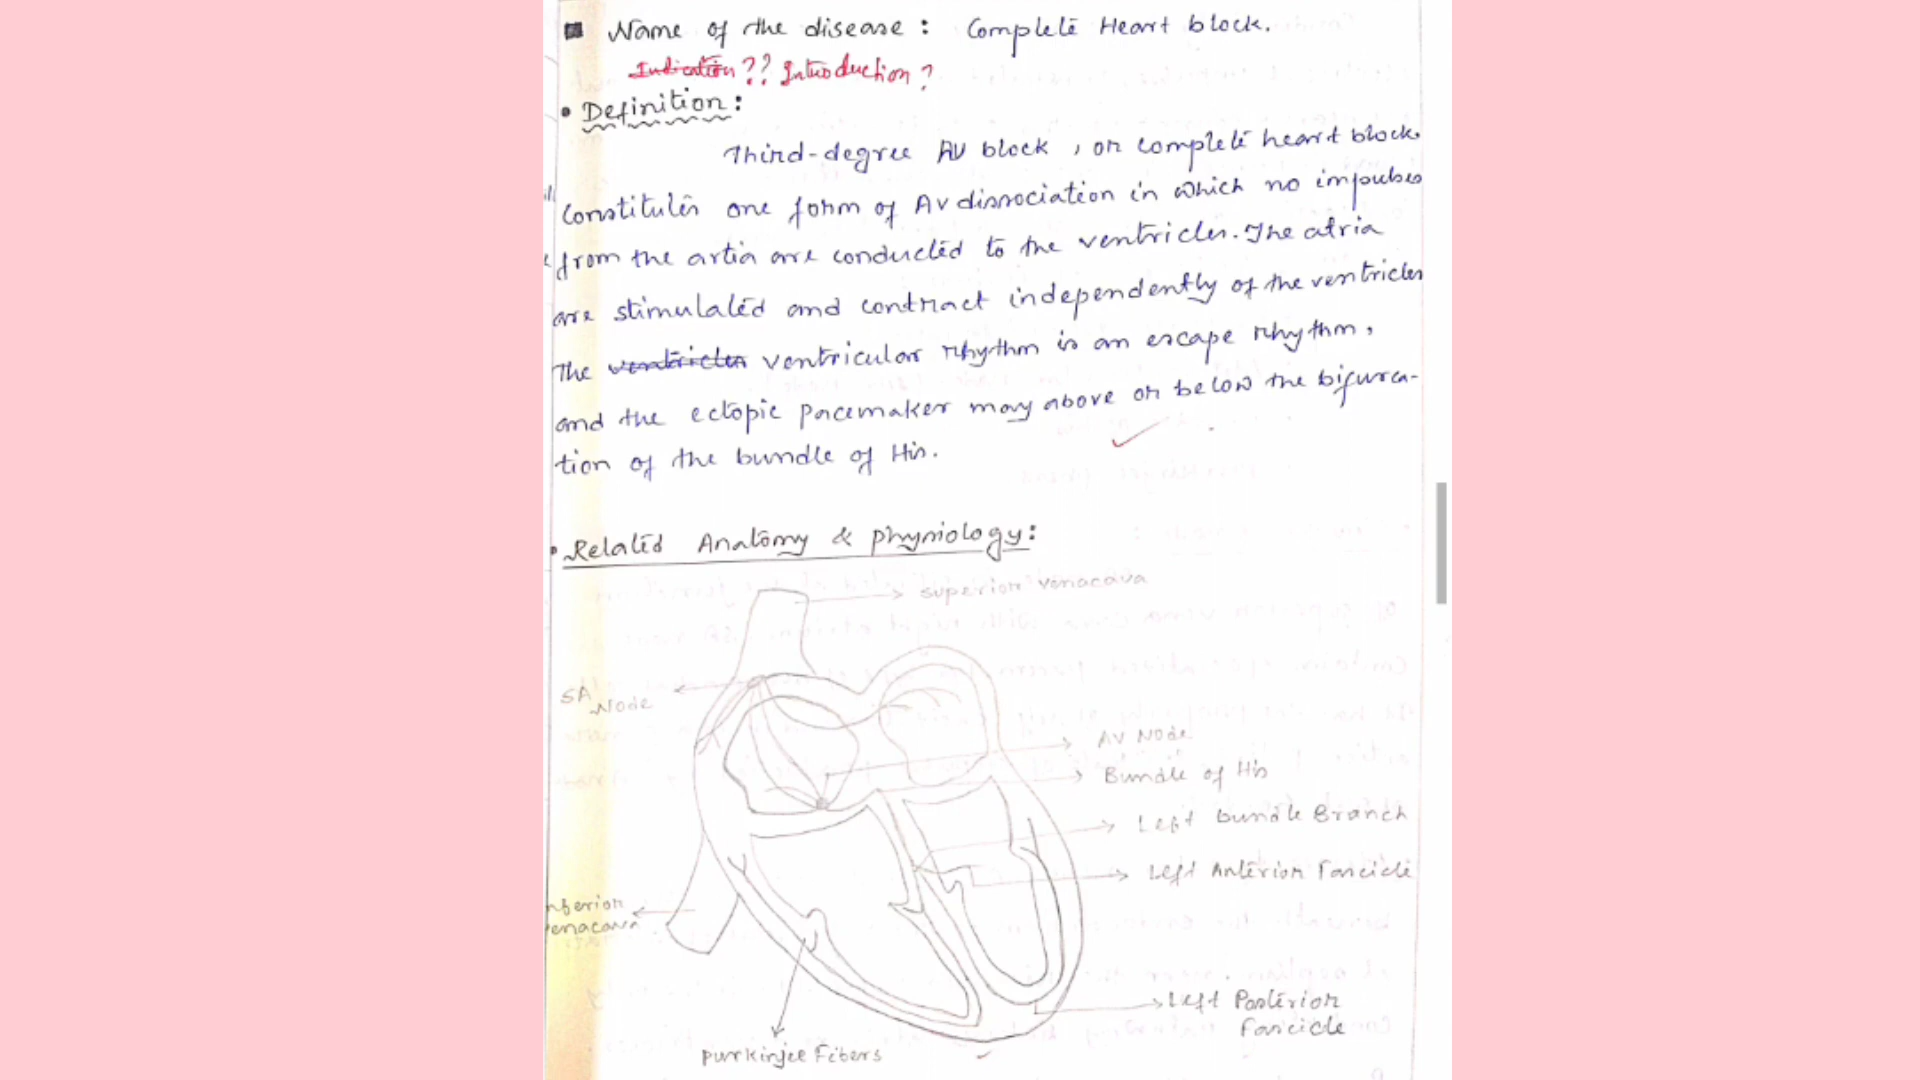 Name of the disease : Complete Heart block.
Indication ?? Introduction ?
• Definition :
Third-degree AV block , or complete heart block
Constitutes one form of AV dissociation in which no impulses
from the artia are conducted to the ventricles. The atria
are stimulated and contract independently of the ventricles
The ventricles ventricular rhythm is an escape rhythm,
and the ectopic pacemaker may above or below the bifurca-
tion of the bundle of His.
• Related Anatomy & physiology :
superior venacava
SA Node
AV Node
Bundle of His
Left bundle Branch
Left Anterior Fascicle
nferior
venacava
Left Posterior
Fascicle
purkinjee Fibers